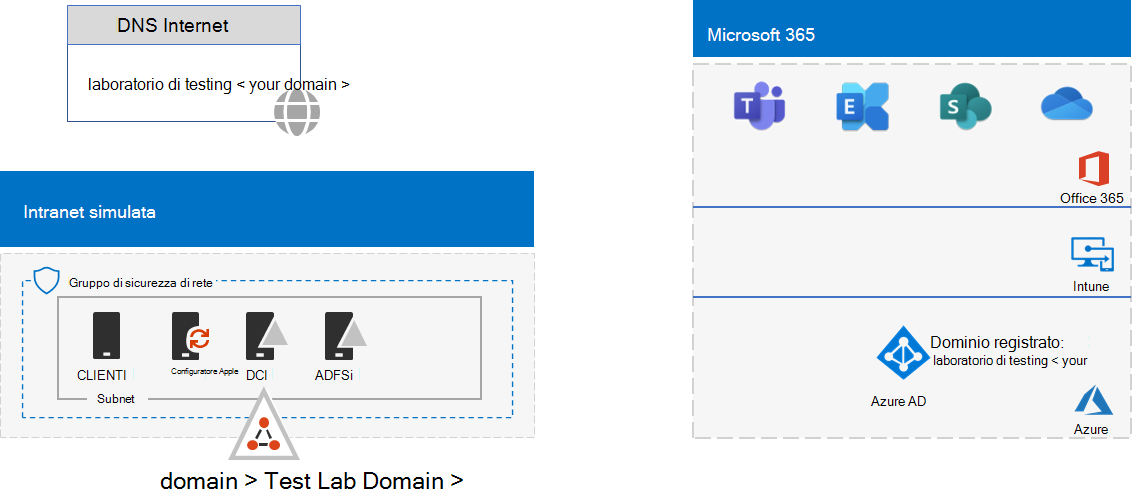 DNS Internet
laboratorio di testing < your domain >
Microsoft 365
T
E
S
Office 365
Intranet simulata
Intune
Gruppo di sicurezza di rete
CLIENTI
Configuratore Apple
DCI
ADFSi
Subnet
Dominio registrato:
laboratorio di testing < your
Azure AD
Azure
domain > Test Lab Domain >